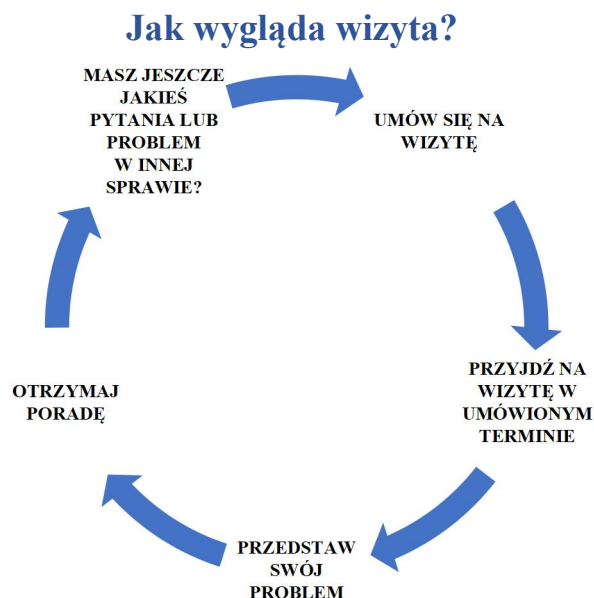 Jak wygląda wizyta?
MASZ JESZCZE
JAKIEŚ
PYTANIA LUB
PROBLEM
W INNEJ
SPRAWIE?
UMÓW SIĘ NA
WIZYTĘ
PRZYJDŹ NA
WIZYTĘ W
UMÓWIONYM
TERMINIE
PRZEDSTAW
SWÓJ
PROBLEM
OTRZYMAJ
PORADĘ